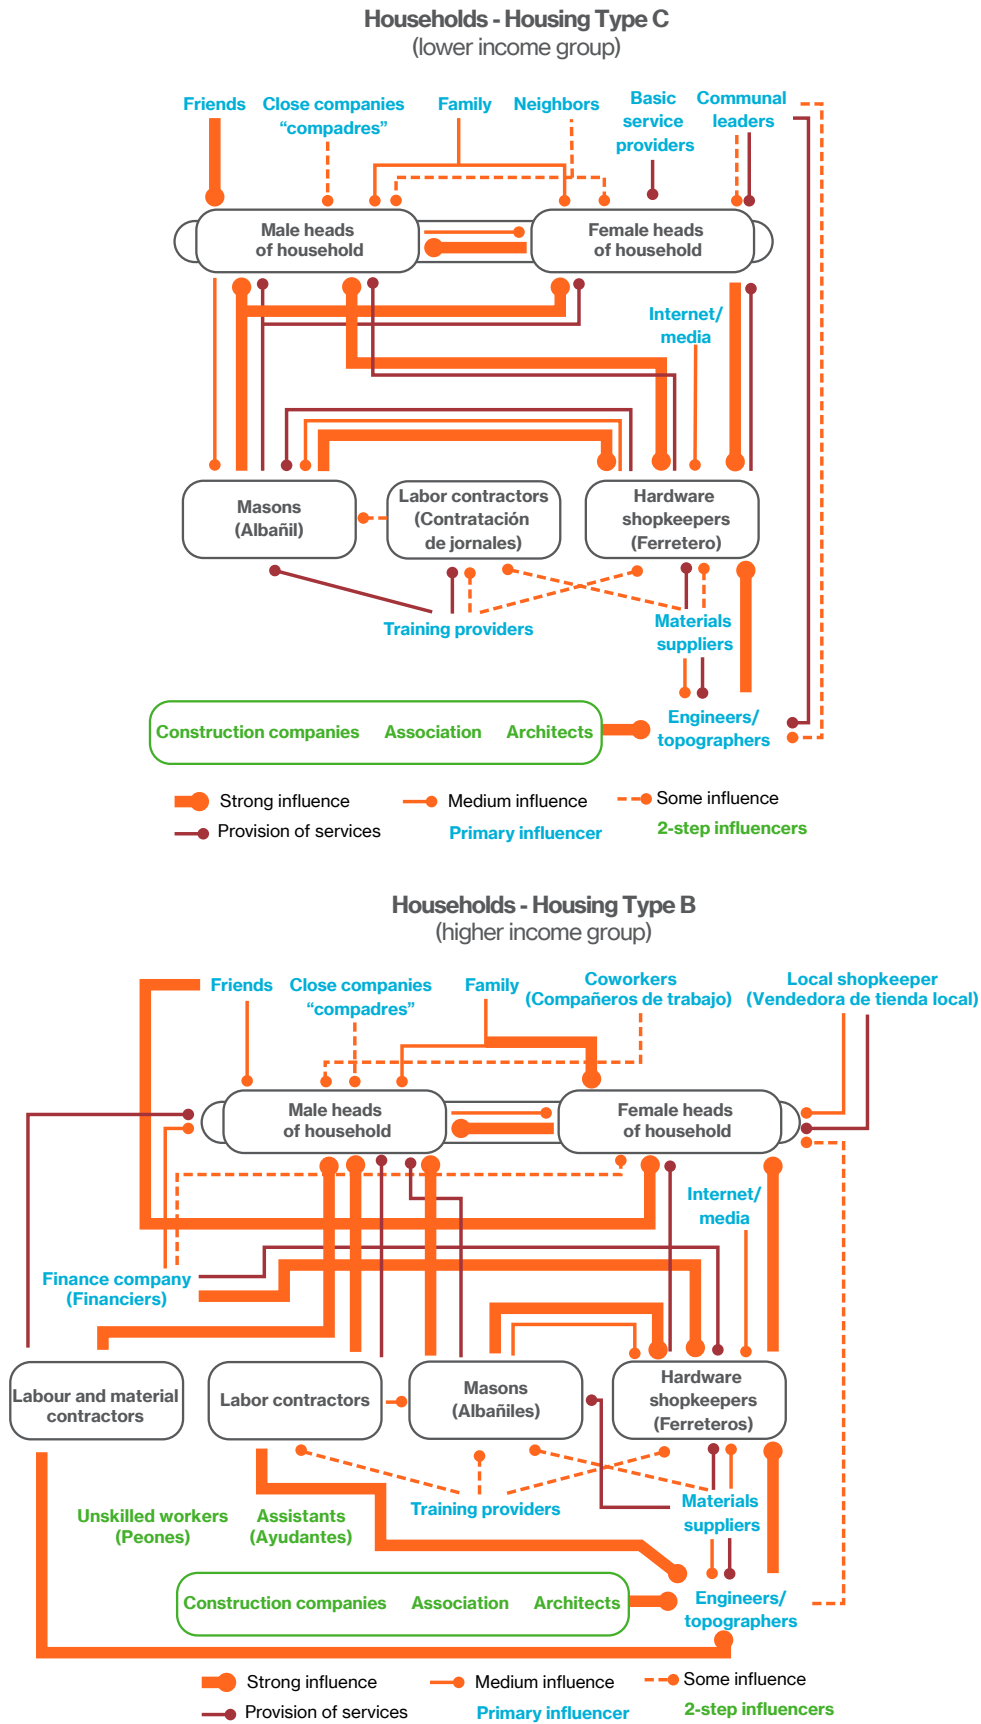 Households - Housing Type C
(lower income group)
Friends
Close companies
“compadres”
Family
Neighbors
Basic
service
providers
Communal
leaders
Male heads
of household
Female heads
of household
Internet/
media
Masons
(Albañil)
Labor contractors
(Contratación
de jornales)
Hardware
shopkeepers
(Ferretero)
Training providers
Materials
suppliers
Construction companies
Association
Architects
Engineers/
topographers
Strong influence
Medium influence
Some influence
Provision of services
Primary influencer
2-step influencers
Households - Housing Type B
(higher income group)
Friends
Close companies
“compadres”
Family
Coworkers
(Compañeros de trabajo)
Local shopkeeper
(Vendedora de tienda local)
Male heads
of household
Female heads
of household
Internet/
media
Finance company
(Financiers)
Labour and material
contractors
Labor contractors
Masons
(Albañiles)
Hardware
shopkeepers
(Ferreteros)
Training providers
Materials
suppliers
Unskilled workers
(Peones)
Assistants
(Ayudantes)
Construction companies
Association
Architects
Engineers/
topographers
Strong influence
Medium influence
Some influence
Provision of services
Primary influencer
2-step influencers